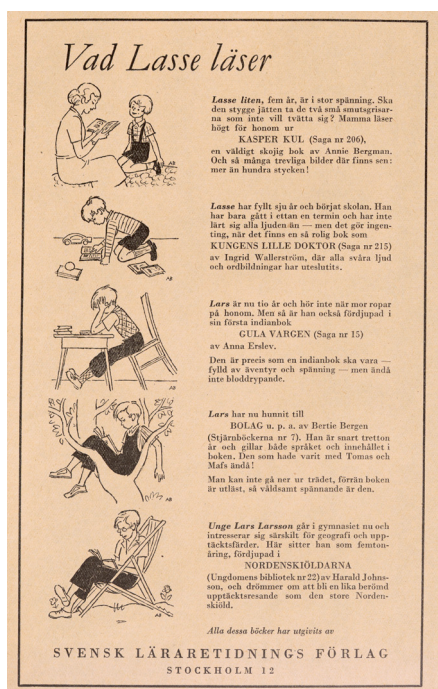 Vad Lasse läser
Lasse liten, fem år, är i stor spänning. Ska
den stygge jätten ta de två små smutsgrisar-
na som inte vill tvätta sig? Mamma läser
högt för honom ur
KASPER KUL (Saga nr 206),
en väldigt skojig bok av Annie Bergman.
Och så många trevliga bilder där finns sen:
mer än hundra stycken!
Lasse har fyllt sju år och börjat skolan. Han
har bara gått i ettan en termin och har inte
lärt sig alla ljuden än — men det gör ingen-
ting, när det finns en så rolig bok som
KUNGENS LILLE DOKTOR (Saga nr 215)
av Ingrid Wallerström, där alla svåra ljud
och ordbildningar har uteslutits.
Lars är nu tio år och hör inte när mor ropar
på honom. Men så är han också fördjupad i
sin första indianbok
GULA VARGEN (Saga nr 15)
av Anna Erslev.
Den är precis som en indianbok ska vara —
fylld av äventyr och spänning — men ändå
inte bloddrypande.
Lars har nu hunnit till
BOLAG u. p. a. av Bertie Bergen
(Stjärnböckerna nr 7). Han är snart tretton
år och gillar både språket och innehållet i
boken. Den som hade varit med Tomas och
Mafs ändå!
Man kan inte gå ner ur trädet, förrän boken
är utläst, så våldsamt spännande är den.
Unge Lars Larsson går i gymnasiet nu och
intresserar sig särskilt för geografi och upp-
täcktsfärder. Här sitter han som femton-
åring, fördjupad i
NORDENSKIÖLDARNA
(Ungdomens bibliotek nr 22) av Harald Johns-
son, och drömmer om att bli en lika berömd
upptäcktsresande som den store Norden-
skiöld.
Alla dessa böcker har utgivits av
SVENSK LÄRARETIDNINGS FÖRLAG
STOCKHOLM 12